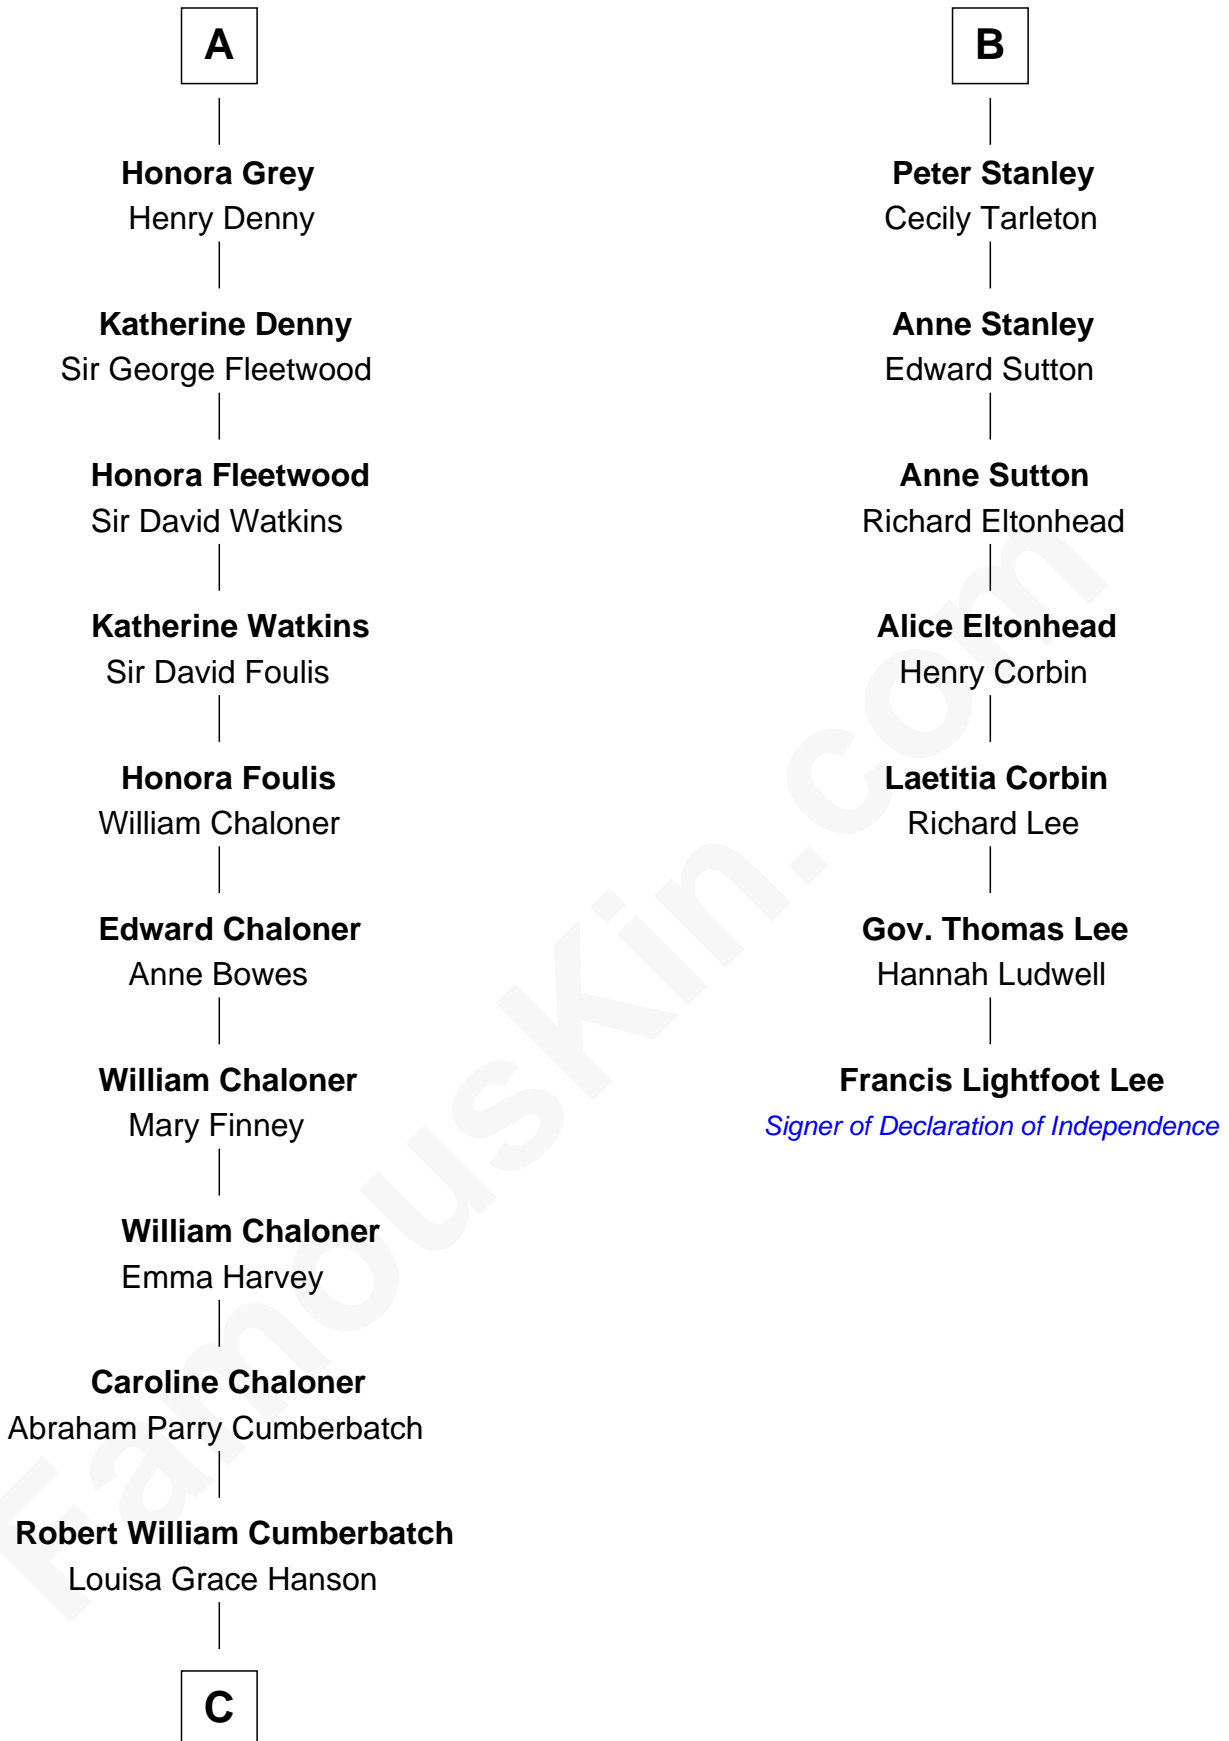 A
Honora Grey
Henry Denny
Katherine Denny
Sir George Fleetwood
Honora Fleetwood
Sir David Watkins
Katherine Watkins
Sir David Foulis
Honora Foulis
William Chaloner
Edward Chaloner
Anne Bowes
William Chaloner
Mary Finney
William Chaloner
Emma Harvey
Caroline Chaloner
Abraham Parry Cumberbatch
Robert William Cumberbatch
Louisa Grace Hanson
C
B
Peter Stanley
Cecily Tarleton
Anne Stanley
Edward Sutton
Anne Sutton
Richard Eltonhead
Alice Eltonhead
Henry Corbin
Laetitia Corbin
Richard Lee
Gov. Thomas Lee
Hannah Ludwell
Francis Lightfoot Lee
Signer of Declaration of Independence
FamousKin.com